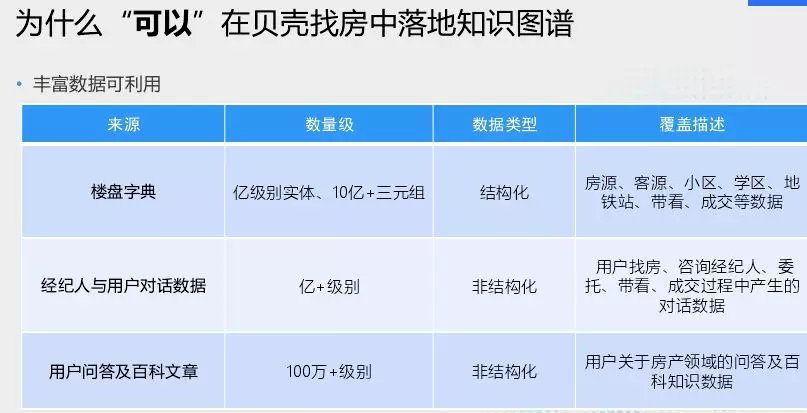 为什么“可以”在贝壳找房中落地知识图谱
• 丰富数据可利用
来源 数量级 数据类型 覆盖描述
楼盘字典 亿级别实体、10亿+三元组 结构化 房源、客源、小区、学区、地
铁站、带看、成交等数据
经纪人与用户对话数据 亿+级别 非结构化 用户找房、咨询经纪人、委
托、带看、成交过程中产生的
对话数据
用户问答及百科文章 100万+级别 非结构化 用户关于房产领域的问答及百
科知识数据